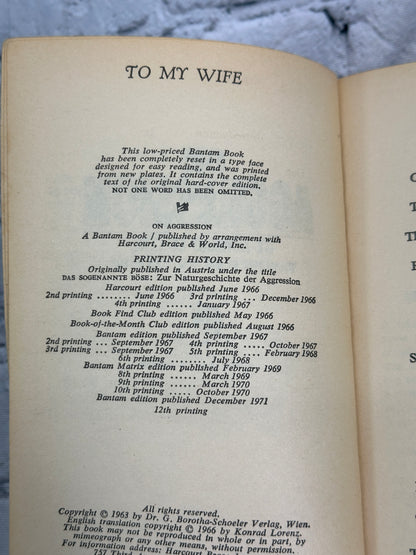 TO MY WIFE
This low-priced Bantam Book
has been completely reset in a type face
designed for easy reading, and was printed
from new plates. It contains the complete
text of the original hard-cover edition.
NOT ONE WORD HAS BEEN OMITTED.
ON AGGRESSION
A Bantam Book / published by arrangement with
Harcourt, Brace & World, Inc.
PRINTING HISTORY
Originally published in Austria under the title
DAS SOGENANNTE BÖSE: Zur Naturgeschichte der Aggression
Harcourt edition published June 1966
2nd printing ........ June 1966 3rd printing ... December 1966
4th printing ...... January 1967
Book Find Club edition published May 1966
Book-of-the-Month Club edition published August 1966
Bantam edition published September 1967
2nd printing ... September 1967 4th printing ..... October 1967
3rd printing ... September 1967 5th printing .... February 1968
6th printing ........ July 1968
Bantam Matrix edition published February 1969
8th printing ...... March 1969
9th printing ...... March 1970
10th printing ..... October 1970
Bantam edition published December 1971
12th printing
All rights reserved.
Copyright © 1963 by Dr. G. Borotha-Schoeler Verlag, Wien.
English translation copyright © 1966 by Konrad Lorenz.
This book may not be reproduced in whole or in part, by
mimeograph or any other means, without permission.
For information address: Harcourt Brace
757 Third